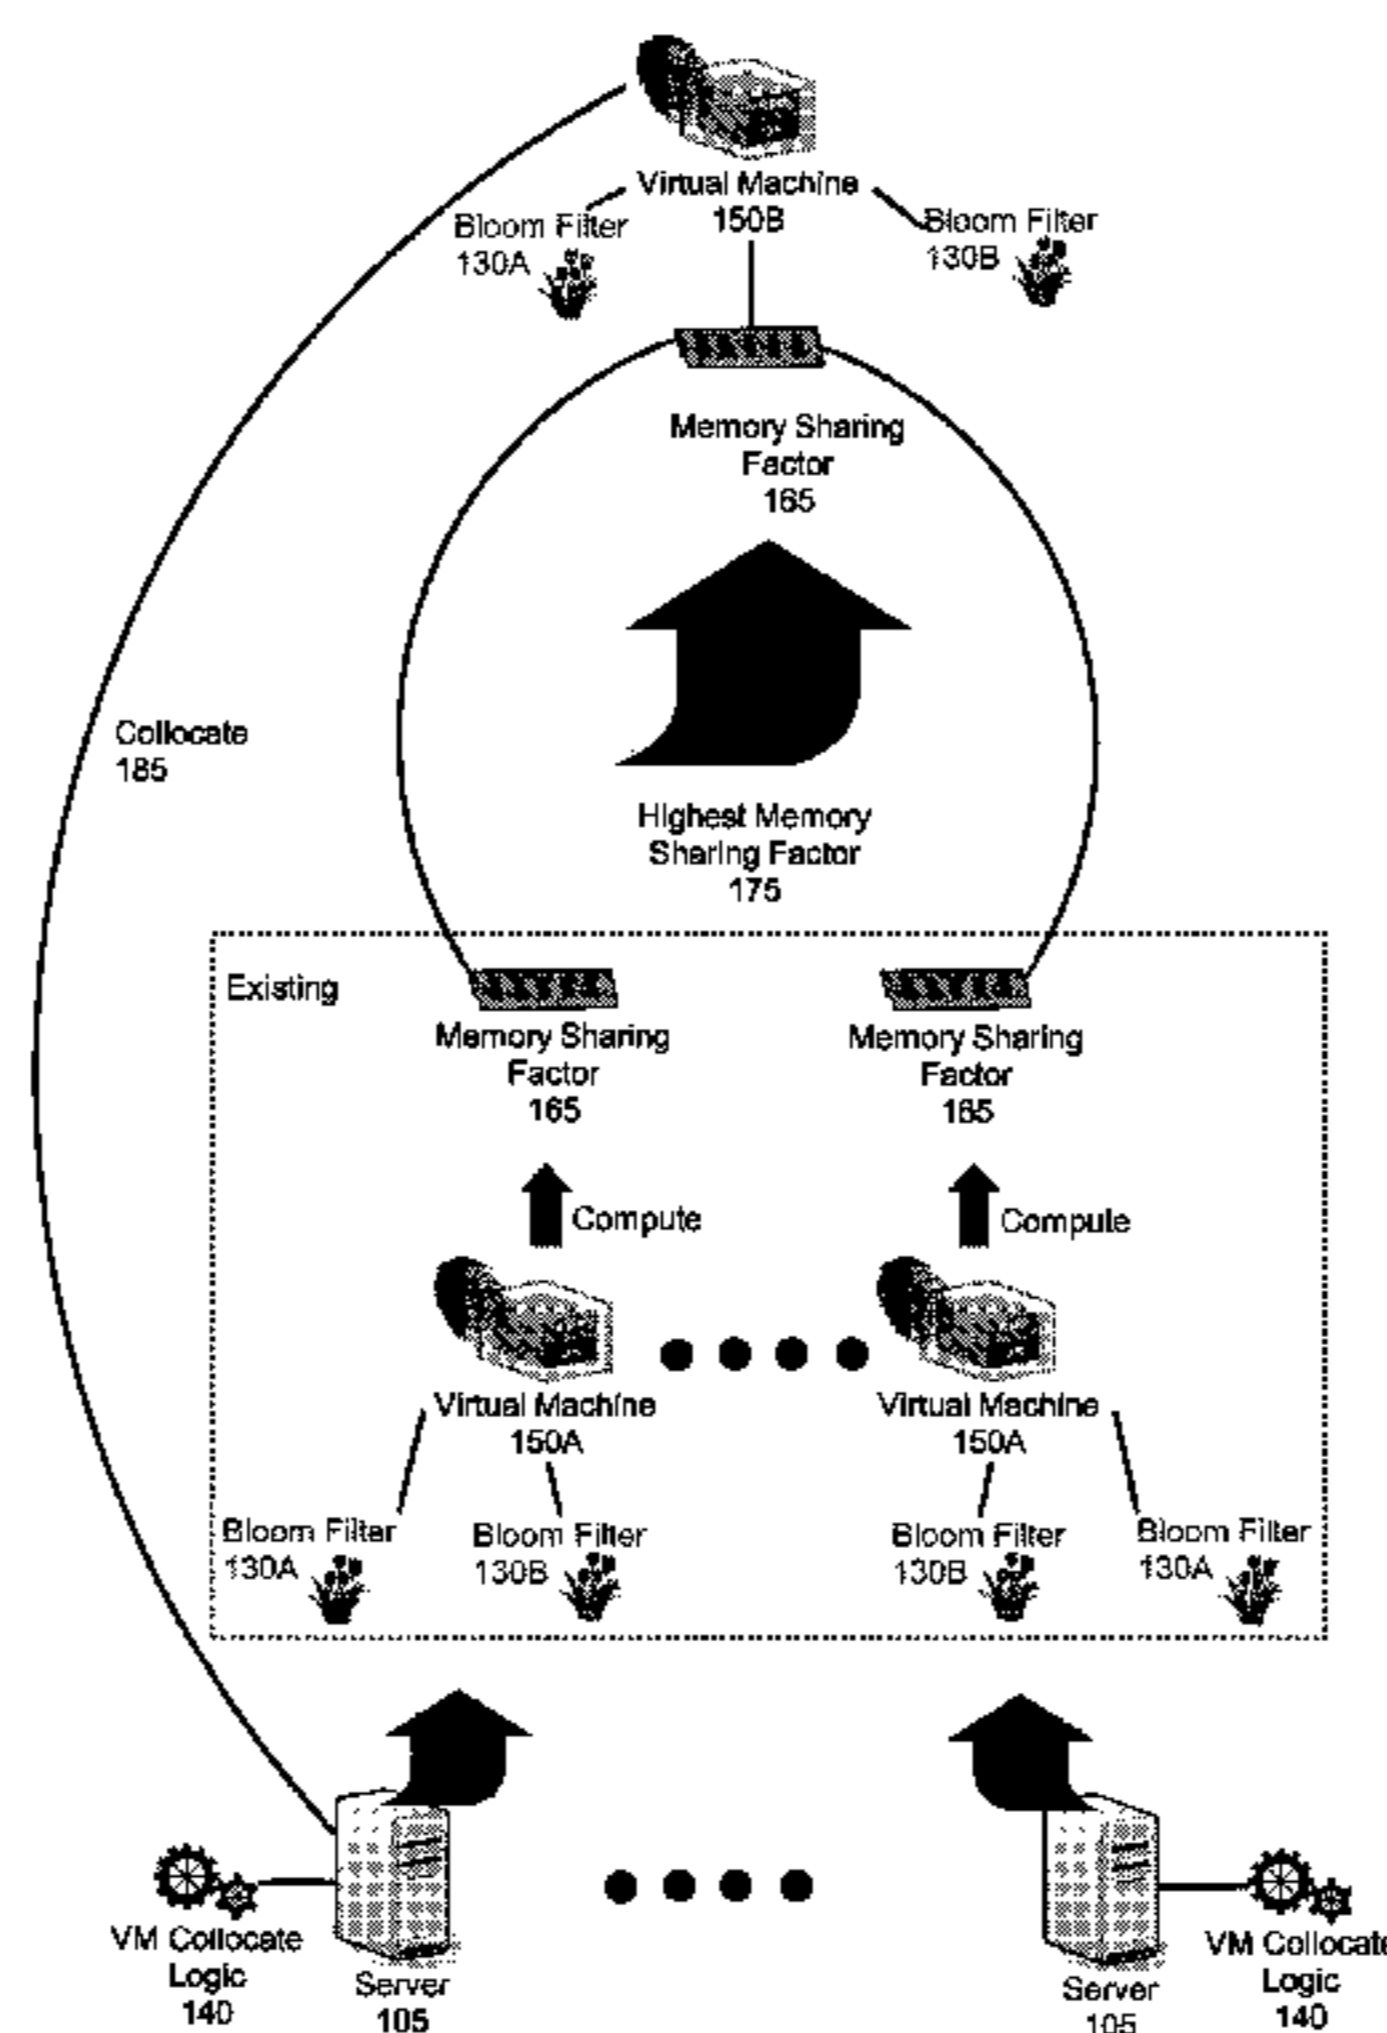 Virtual Machine
150B
Bloom Filter
130A
Bloom Filter
130B
Memory Sharing
Factor
165
Collocate
185
Highest Memory
Sharing Factor
175
Existing
Memory Sharing
Factor
165
Memory Sharing
Factor
165
Compute
Compute
Virtual Machine
150A
Virtual Machine
150A
Bloom Filter
130A
Bloom Filter
130B
Bloom Filter
130B
Bloom Filter
130A
VM Collocate
Logic
140
Server
105
Server
105
VM Collocate
Logic
140